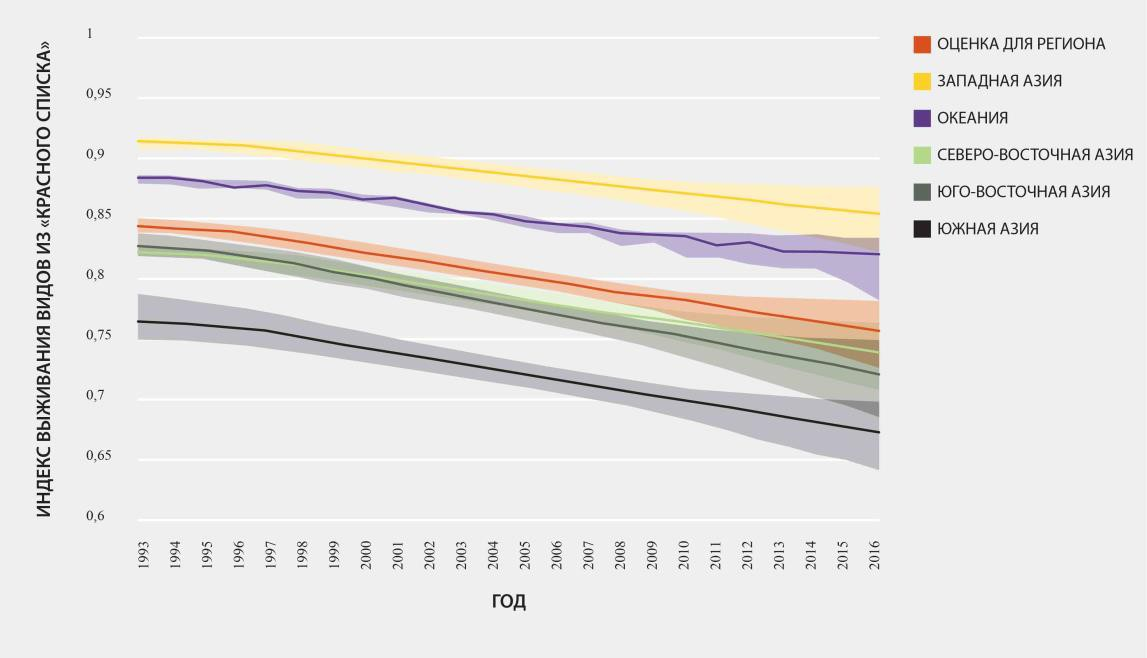 ИНДЕКС ВЫЖИВАНИЯ ВИДОВ ИЗ «КРАСНОГО СПИСКА»
1
0,95
0,9
0,85
0,8
0,75
0,7
0,65
0,6
1993 1994 1995 1996 1997 1998 1999 2000 2001 2002 2003 2004 2005 2006 2007 2008 2009 2010 2011 2012 2013 2014 2015 2016
ГОД
ОЦЕНКА ДЛЯ РЕГИОНА
ЗАПАДНАЯ АЗИЯ
ОКЕАНИЯ
СЕВЕРО-ВОСТОЧНАЯ АЗИЯ
ЮГО-ВОСТОЧНАЯ АЗИЯ
ЮЖНАЯ АЗИЯ